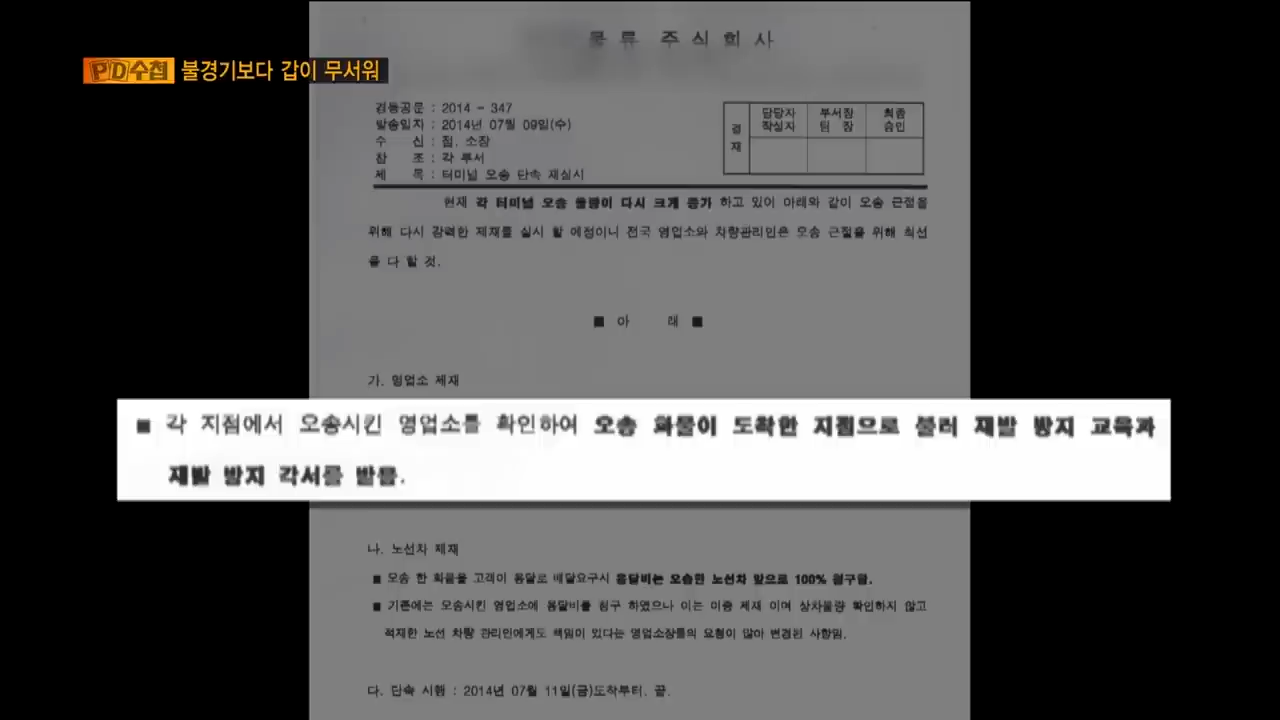 PD수첩 불경기보다 갑이 무서워
물 류 주 식 회 사
경등공문 : 2014 - 347
발송일자 : 2014년 07월 09일(수)
수 신 : 점, 소장
참 조 : 각 부서
제 목 : 터미널 오송 단속 재실시
결 재
담당자 작성자
부서장 팀 장
최종 승인
현재 각 터미널 오송 물량이 다시 크게 증가 하고 있어 아래와 같이 오송 근절을
위해 다시 강력한 제재를 실시 할 예정이니 전국 영업소와 차량관리인은 오송 근절을 위해 최선
을 다 할 것.
■ 아 래 ■
가. 영업소 제재
■ 각 지점에서 오송시킨 영업소를 확인하여 오송 화물이 도착한 지점으로 불러 재발 방지 교육과
재발 방지 각서를 받음.
나. 노선차 제재
■ 오송 한 화물을 고객이 용달로 배달요구시 용달비는 오송한 노선차 앞으로 100% 청구함.
■ 기존에는 오송시킨 영업소에 용달비를 청구 하였으나 이는 이중 제재 이며 상차물량 확인하지 않고
적재한 노선 차량 관리인에게도 책임이 있다는 영업소장들의 요청이 많아 변경된 사항임.
다. 단속 시행 : 2014년 07월 11일(금)도착부터. 끝.